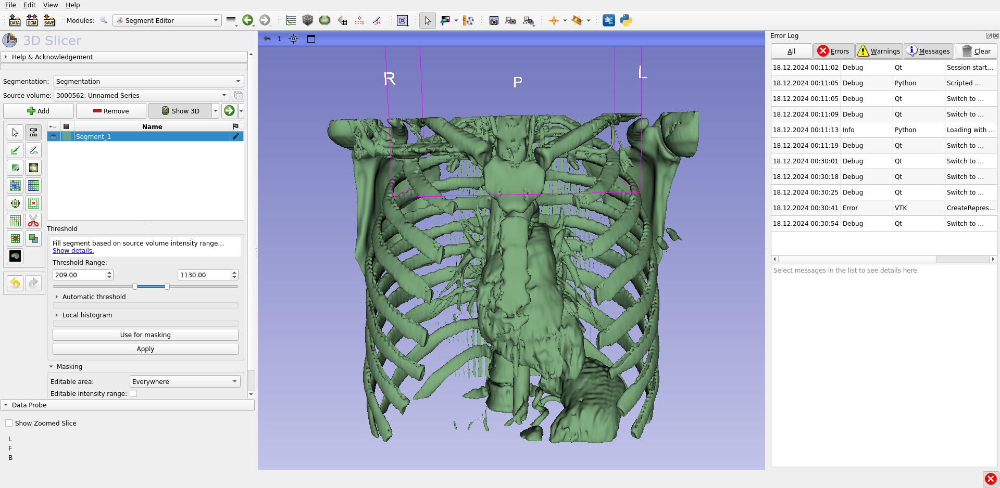 File Edit View Help
DATA DCM SAVE Modules: Segment Editor
3D Slicer
Help & Acknowledgement
Segmentation: Segmentation
Source volume: 3000562: Unnamed Series
Add Remove Show 3D
Name
Segment_1
Threshold
Fill segment based on source volume intensity range...
Show details.
Threshold Range:
209.00 1130.00
Automatic threshold
Local histogram
Use for masking
Apply
Masking
Editable area: Everywhere
Editable intensity range:
Data Probe
Show Zoomed Slice
L
F
B
1
R P L
Error Log
All Errors Warnings Messages Clear
18.12.2024 00:11:02 Debug Qt Session start...
18.12.2024 00:11:05 Debug Python Scripted ...
18.12.2024 00:11:05 Debug Qt Switch to ...
18.12.2024 00:11:09 Debug Qt Switch to ...
18.12.2024 00:11:13 Info Python Loading with ...
18.12.2024 00:11:19 Debug Qt Switch to ...
18.12.2024 00:30:01 Debug Qt Switch to ...
18.12.2024 00:30:18 Debug Qt Switch to ...
18.12.2024 00:30:25 Debug Qt Switch to ...
18.12.2024 00:30:41 Error VTK CreateRepres...
18.12.2024 00:30:54 Debug Qt Switch to ...
Select messages in the list to see details here.